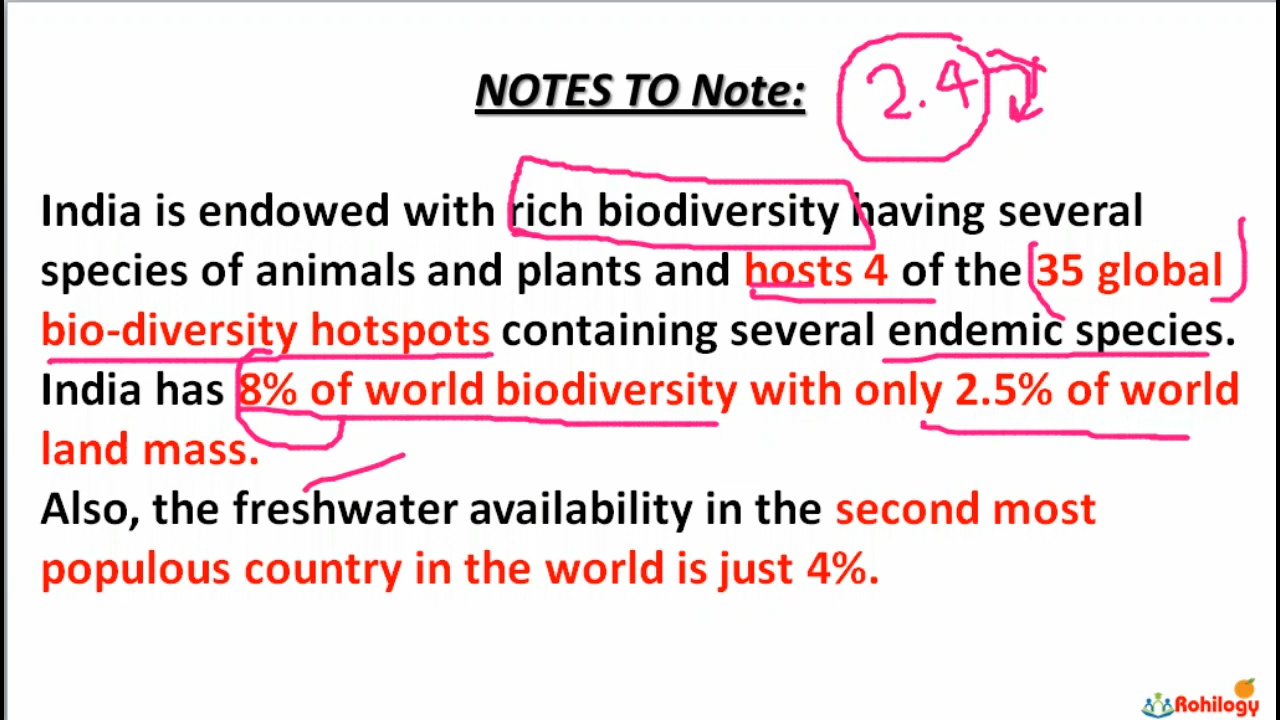 NOTES TO Note:
2.4
India is endowed with rich biodiversity having several
species of animals and plants and hosts 4 of the 35 global
bio-diversity hotspots containing several endemic species.
India has 8% of world biodiversity with only 2.5% of world
land mass.
Also, the freshwater availability in the second most
populous country in the world is just 4%.
Rohilogy